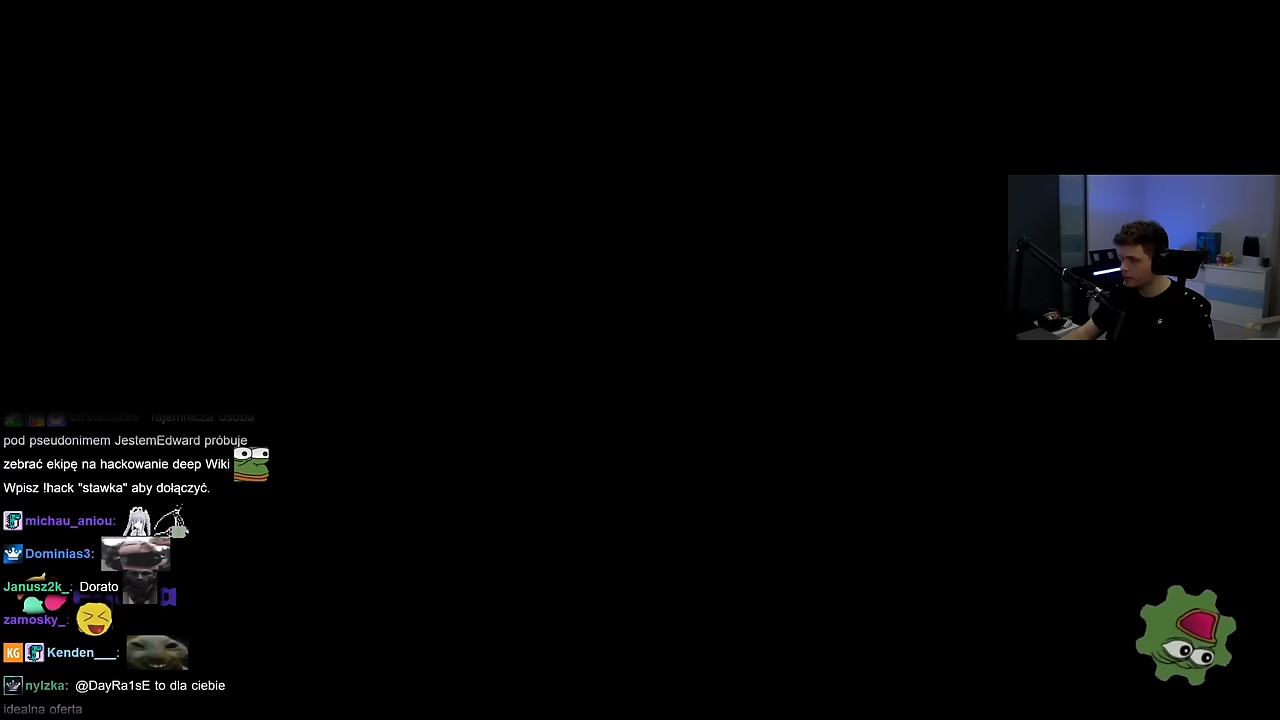 Tajemnicza osoba
pod pseudonimem JestemEdward próbuje
zebrać ekipę na hackowanie deep Wiki
Wpisz !hack "stawka" aby dołączyć.
michau_aniou:
Dominias3:
Janusz2k_: Dorato
zamosky_:
KG Kenden___:
nylzka: @DayRa1sE to dla ciebie
idealna oferta